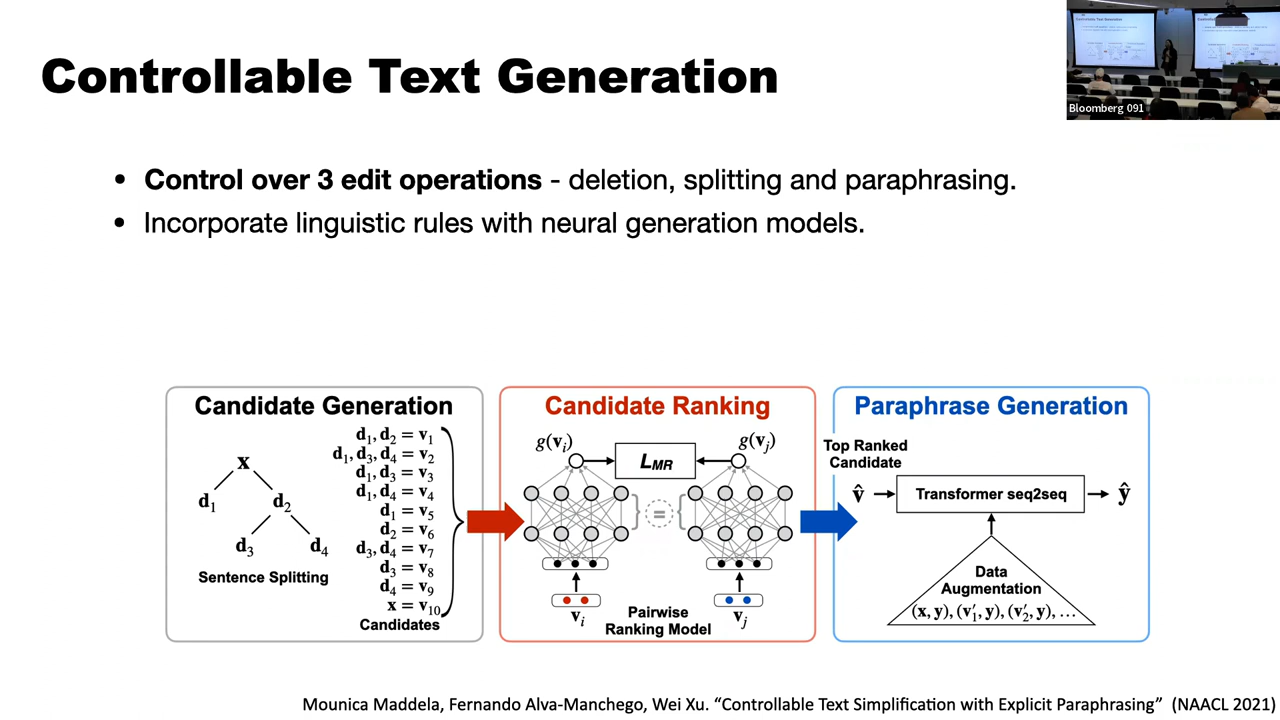 Controllable Text Generation
Bloomberg 091
• Control over 3 edit operations - deletion, splitting and paraphrasing.
• Incorporate linguistic rules with neural generation models.
Candidate Generation
x
d1
d2
d3
d4
Sentence Splitting
d1, d2 = v1
d1, d3, d4 = v2
d1, d3 = v3
d1, d4 = v4
d1 = v5
d2 = v6
d3, d4 = v7
d3 = v8
d4 = v9
x = v10
Candidates
Candidate Ranking
g(vi)
LMR
g(vj)
=
vi
Pairwise
Ranking Model
vj
Paraphrase Generation
Top Ranked
Candidate
v̂
Transformer seq2seq
ŷ
Data
Augmentation
(x, y), (v′1, y), (v′2, y), …
Mounica Maddela, Fernando Alva-Manchego, Wei Xu. “Controllable Text Simplification with Explicit Paraphrasing” (NAACL 2021)